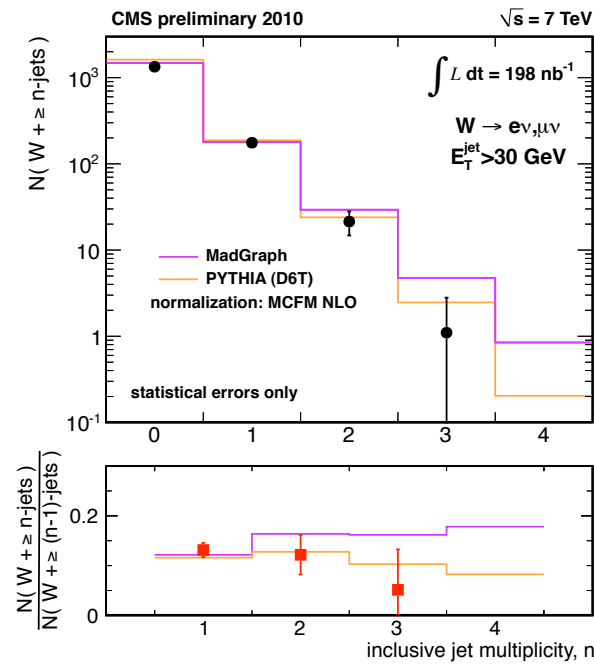 CMS preliminary 2010
√s = 7 TeV
N( W + ≥ n-jets )
10³
10²
10
1
10⁻¹
∫ L dt = 198 nb⁻¹
W → eν,μν
E_T^jet >30 GeV
MadGraph
PYTHIA (D6T)
normalization: MCFM NLO
statistical errors only
0 1 2 3 4
N( W + ≥ n-jets )
N( W + ≥ (n-1)-jets )
0.2
0
1 2 3 4
inclusive jet multiplicity, n